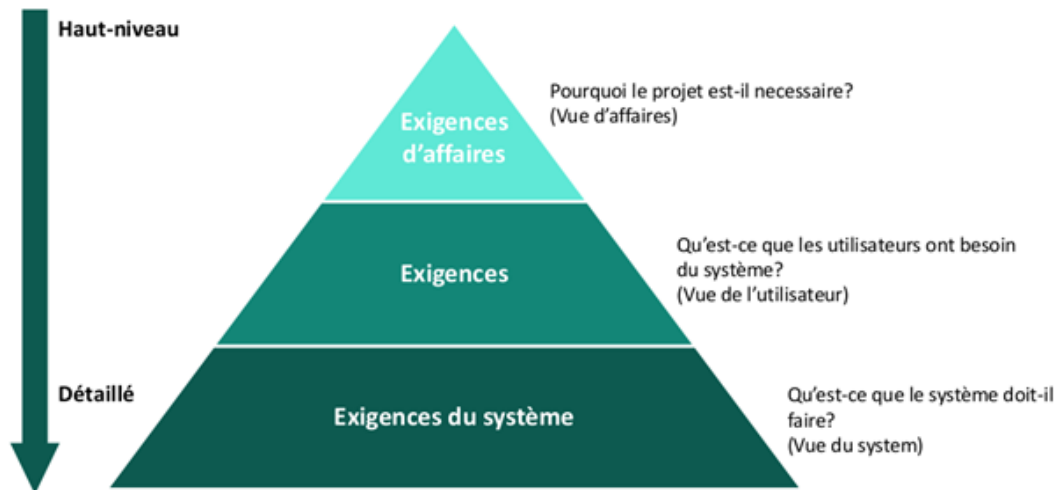 Haut-niveau
Pourquoi le projet est-il necessaire?
(Vue d’affaires)
Exigences
d’affaires
Qu’est-ce que les utilisateurs ont besoin
du système?
(Vue de l’utilisateur)
Exigences
Détaillé
Qu’est-ce que le système doit-il
faire?
(Vue du system)
Exigences du système